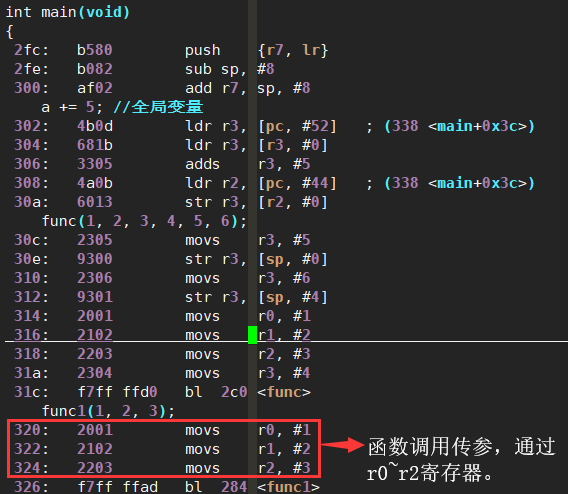 int main(void)
{
2fc: b580 push {r7, lr}
2fe: b082 sub sp, #8
300: af02 add r7, sp, #8
a += 5; //全局变量
302: 4b0d ldr r3, [pc, #52] ; (338 <main+0x3c>)
304: 681b ldr r3, [r3, #0]
306: 3305 adds r3, #5
308: 4a0b ldr r2, [pc, #44] ; (338 <main+0x3c>)
30a: 6013 str r3, [r2, #0]
func(1, 2, 3, 4, 5, 6);
30c: 2305 movs r3, #5
30e: 9300 str r3, [sp, #0]
310: 2306 movs r3, #6
312: 9301 str r3, [sp, #4]
314: 2001 movs r0, #1
316: 2102 movs r1, #2
318: 2203 movs r2, #3
31a: 2304 movs r3, #4
31c: f7ff ffd0 bl 2c0 <func>
func1(1, 2, 3);
320: 2001 movs r0, #1
322: 2102 movs r1, #2
324: 2203 movs r2, #3
326: f7ff ffad bl 284 <func1>
函数调用传参，通过
r0~r2寄存器。